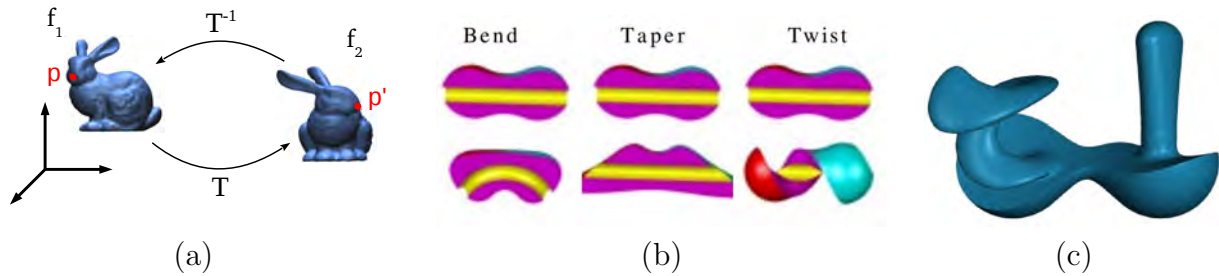 f₁
T⁻¹
f₂
p
p'
T
(a)
Bend Taper Twist
(b)
(c)